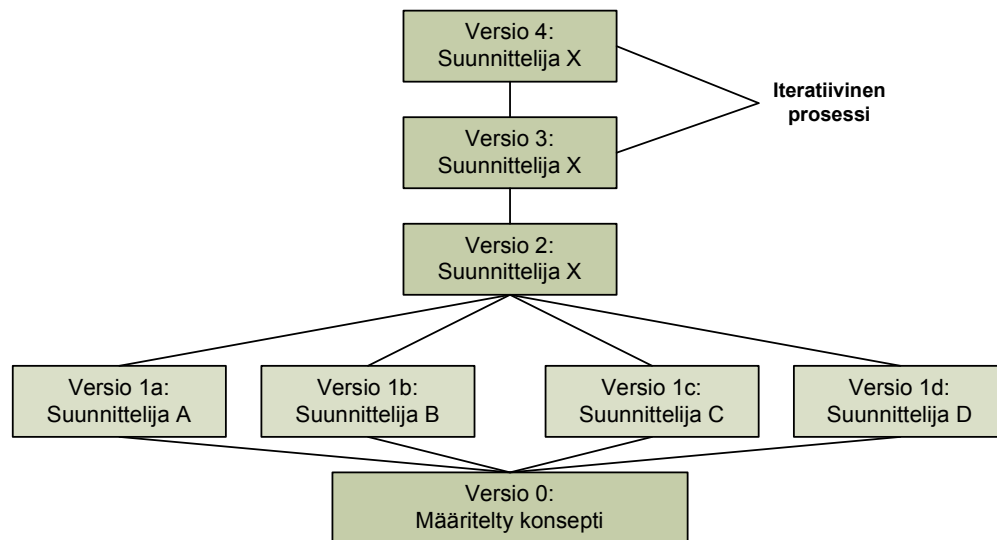 Versio 4:
Suunnittelija X
Iteratiivinen
prosessi
Versio 3:
Suunnittelija X
Versio 2:
Suunnittelija X
Versio 1a:
Suunnittelija A
Versio 1b:
Suunnittelija B
Versio 1c:
Suunnittelija C
Versio 1d:
Suunnittelija D
Versio 0:
Määritelty konsepti